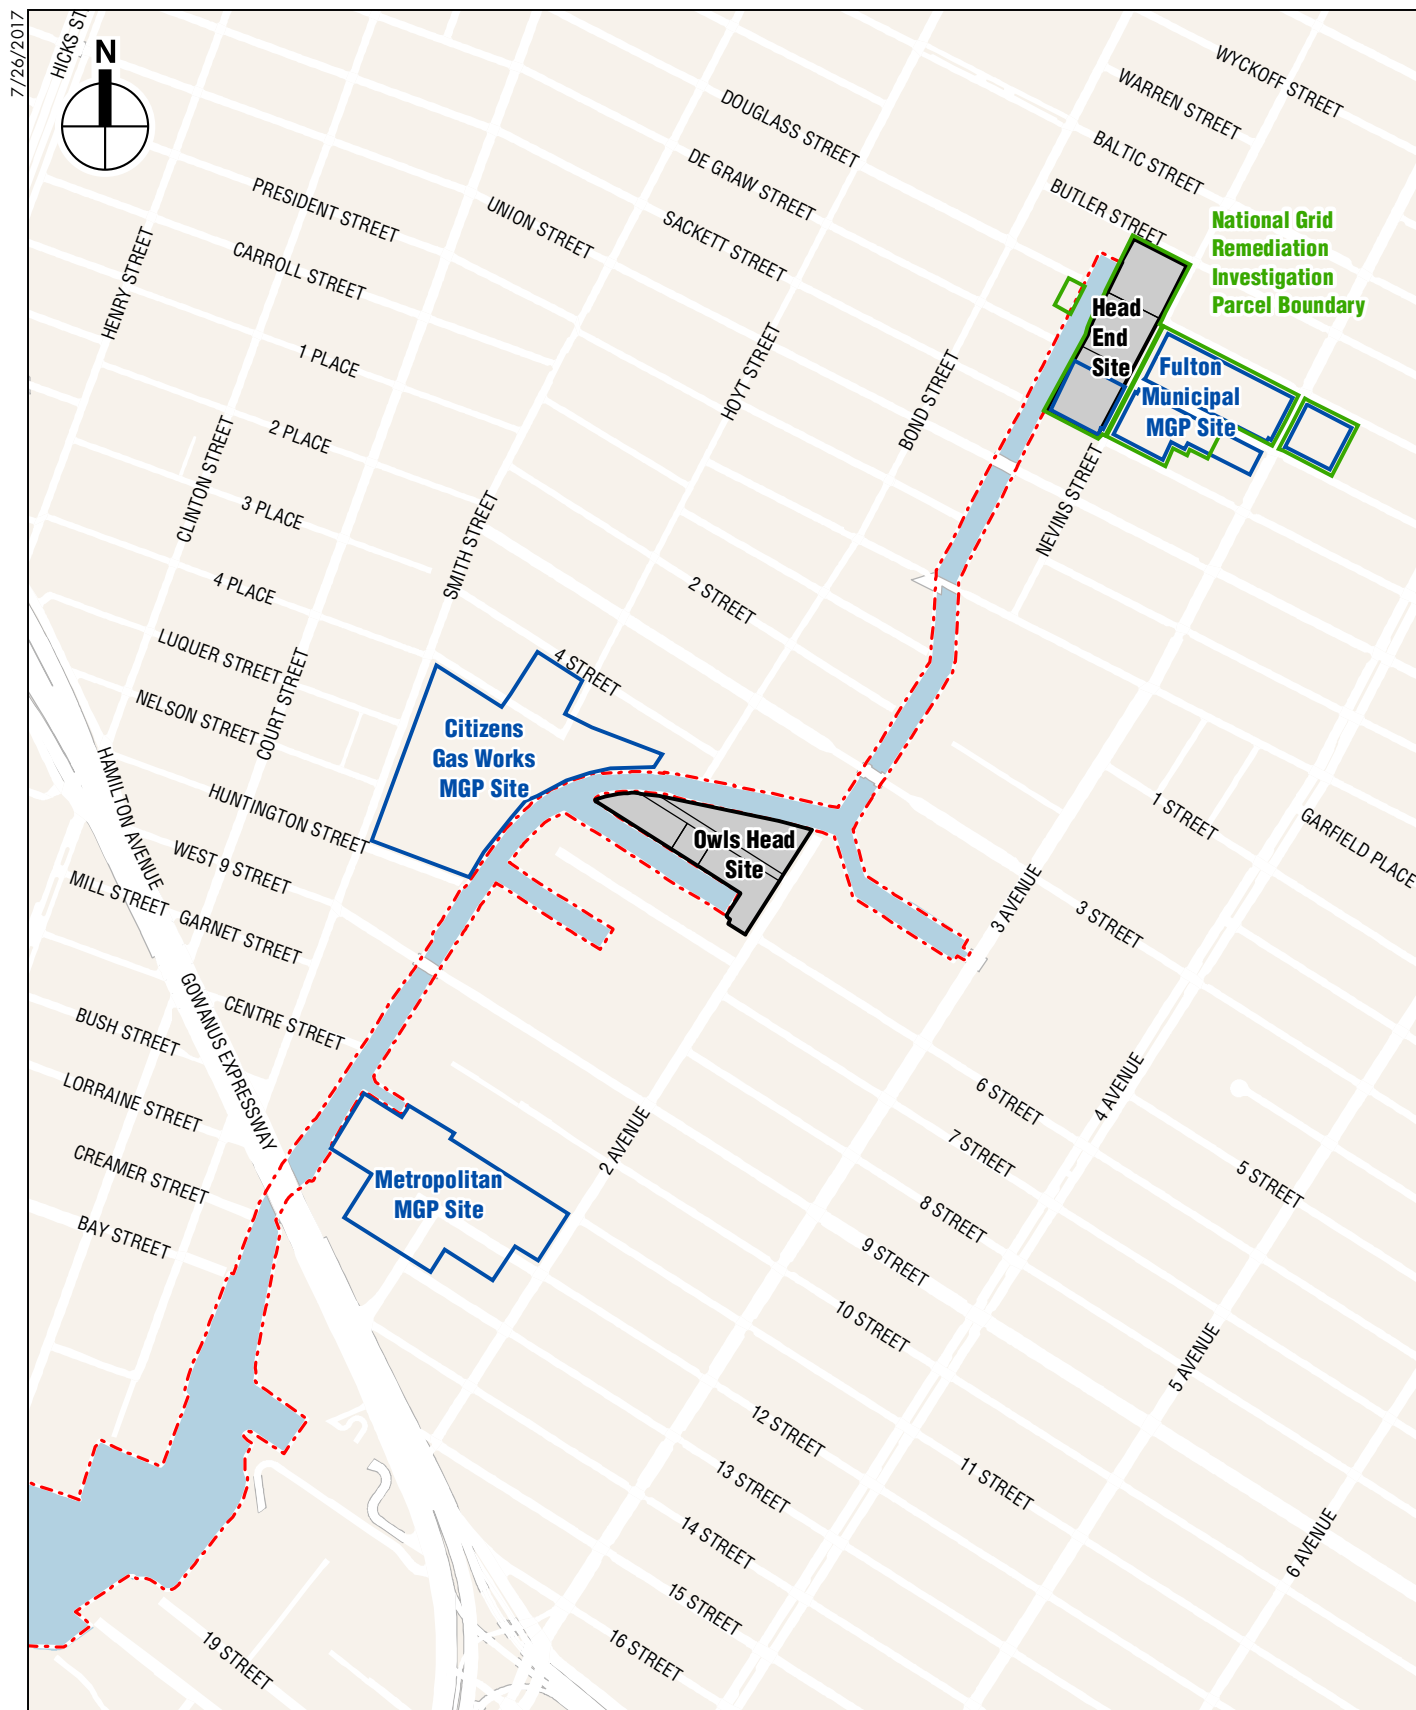 7/26/2017
HICKS ST
N
WYCKOFF STREET
WARREN STREET
DOUGLASS STREET
BALTIC STREET
DE GRAW STREET
BUTLER STREET
PRESIDENT STREET
UNION STREET
SACKETT STREET
National Grid
Remediation
Investigation
Parcel Boundary
CARROLL STREET
HENRY STREET
Head
End
Site
1 PLACE
HOYT STREET
BOND STREET
Fulton
Municipal
MGP Site
2 PLACE
CLINTON STREET
3 PLACE
NEVINS STREET
SMITH STREET
4 PLACE
2 STREET
LUQUER STREET
4 STREET
COURT STREET
NELSON STREET
Citizens
Gas Works
MGP Site
HAMILTON AVENUE
HUNTINGTON STREET
1 STREET
GARFIELD PLACE
Owls Head
Site
WEST 9 STREET
MILL STREET
GARNET STREET
3 AVENUE
3 STREET
GOWANUS EXPRESSWAY
CENTRE STREET
BUSH STREET
LORRAINE STREET
6 STREET
4 AVENUE
2 AVENUE
7 STREET
CREAMER STREET
5 STREET
Metropolitan
MGP Site
8 STREET
BAY STREET
9 STREET
10 STREET
5 AVENUE
12 STREET
11 STREET
13 STREET
14 STREET
6 AVENUE
15 STREET
16 STREET
19 STREET